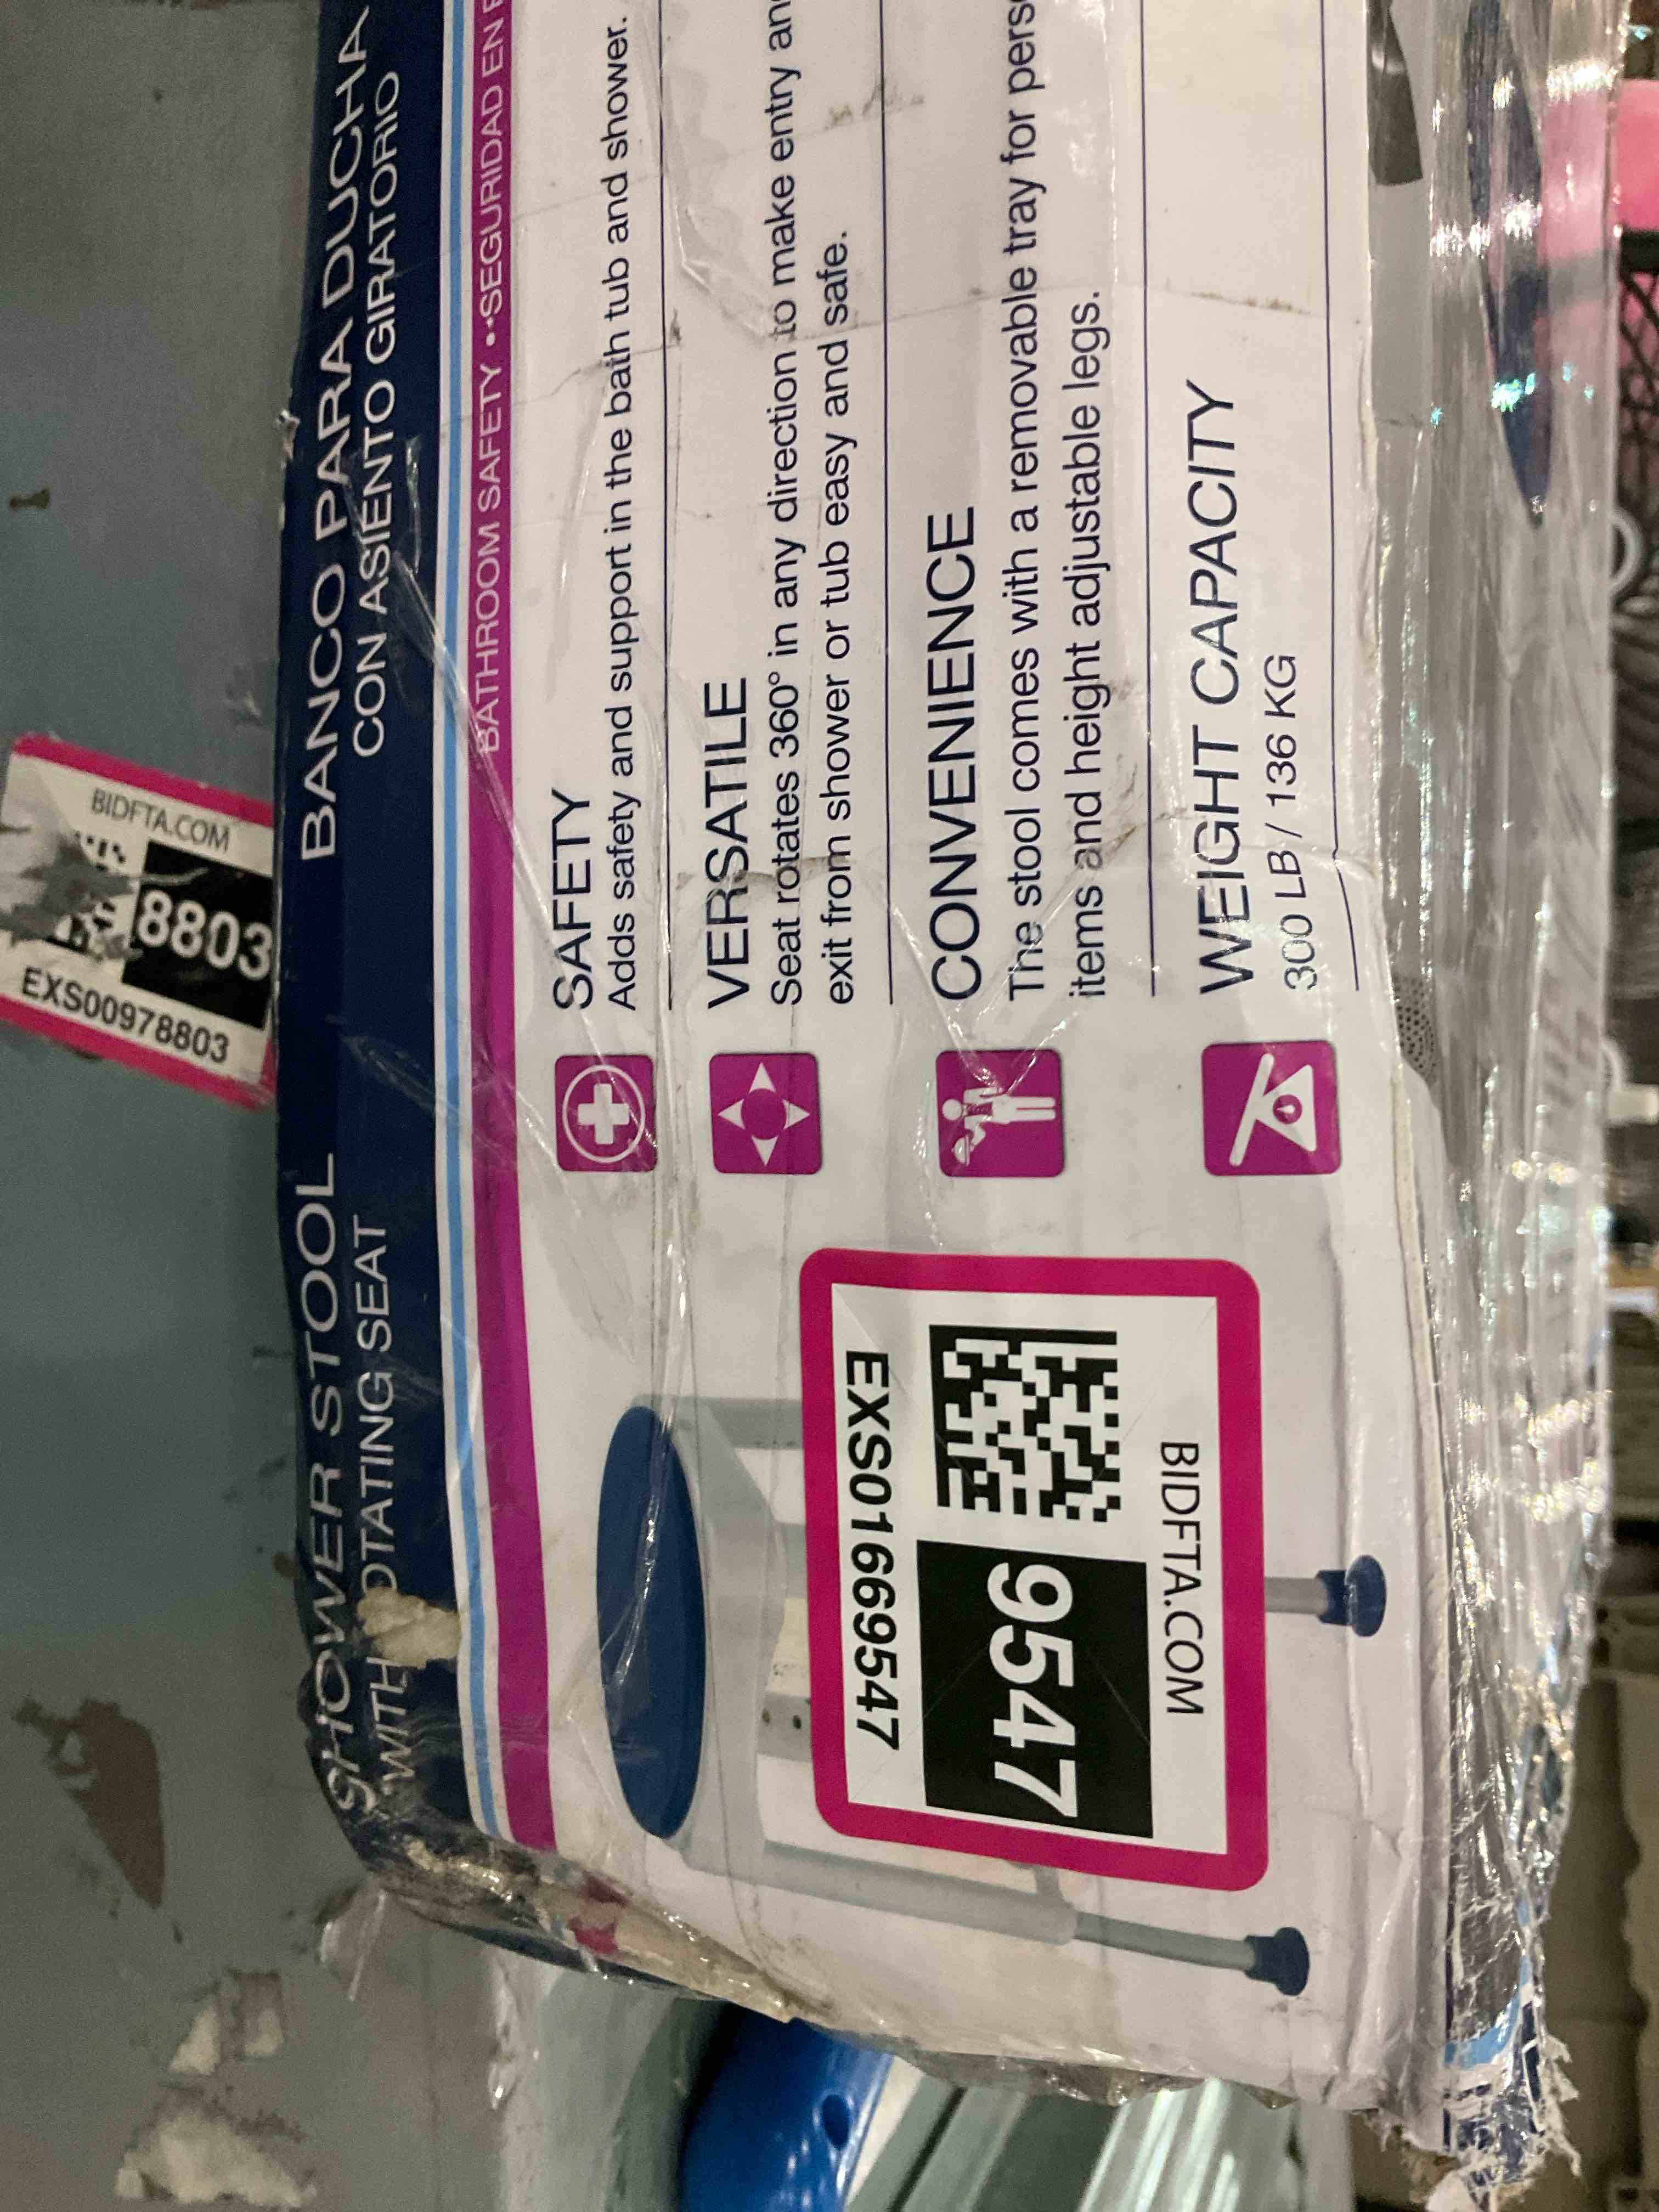 SHOWER STOOL
WITH ROTATING SEAT
BANCO PARA DUCHA
CON ASIENTO GIRATORIO
BATHROOM SAFETY ••SEGURIDAD EN
SAFETY
Adds safety and support in the bath tub and shower.
VERSATILE
Seat rotates 360° in any direction to make entry and
exit from shower or tub easy and safe.
CONVENIENCE
The stool comes with a removable tray for
items and height adjustable legs.
WEIGHT CAPACITY
300 LB / 136 KG
BIDFTA.COM
9547
EXS01669547
BIDFTA.COM
8803
EXS00978803